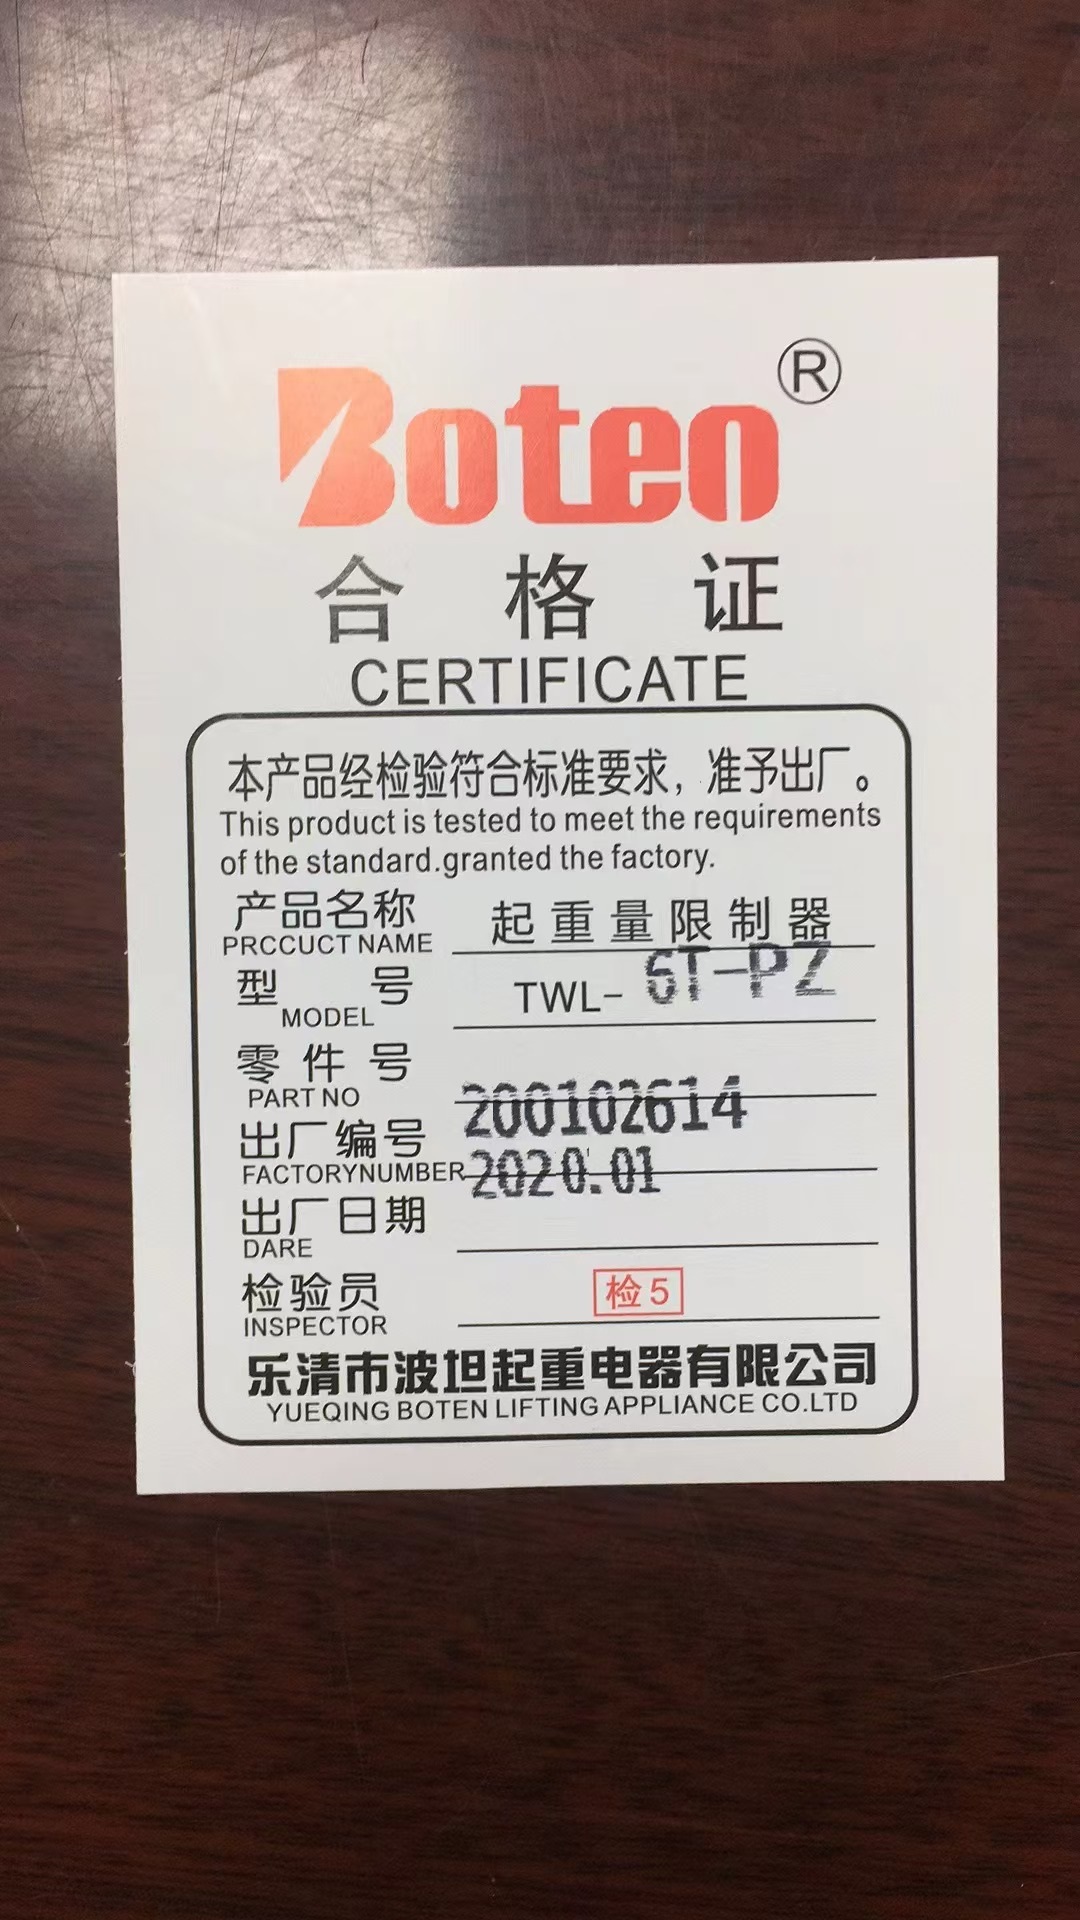 Boten®
合格证
CERTIFICATE
本产品经检验符合标准要求，准予出厂。
This product is tested to meet the requirements
of the standard.granted the factory.
产品名称 起重量限制器
PRCCUCT NAME
型号 TWL-6T-PZ
MODEL
零件号
PART NO
200102614
出厂编号
FACTORYNUMBER
2020.01
出厂日期
DARE
检验员 检5
INSPECTOR
乐清市波坦起重电器有限公司
YUEQING BOTEN LIFTING APPLIANCE CO.LTD